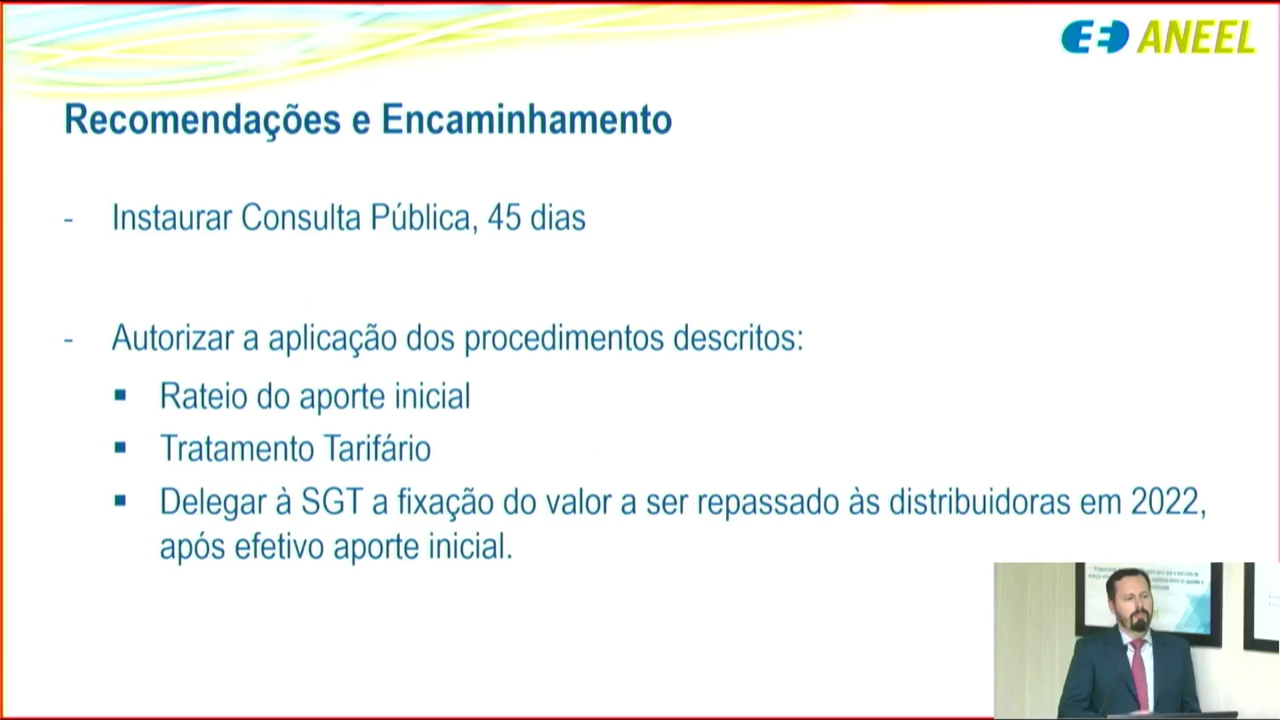 ANEEL
Recomendações e Encaminhamento
- Instaurar Consulta Pública, 45 dias
- Autorizar a aplicação dos procedimentos descritos:
▪ Rateio do aporte inicial
▪ Tratamento Tarifário
▪ Delegar à SGT a fixação do valor a ser repassado às distribuidoras em 2022,
após efetivo aporte inicial.